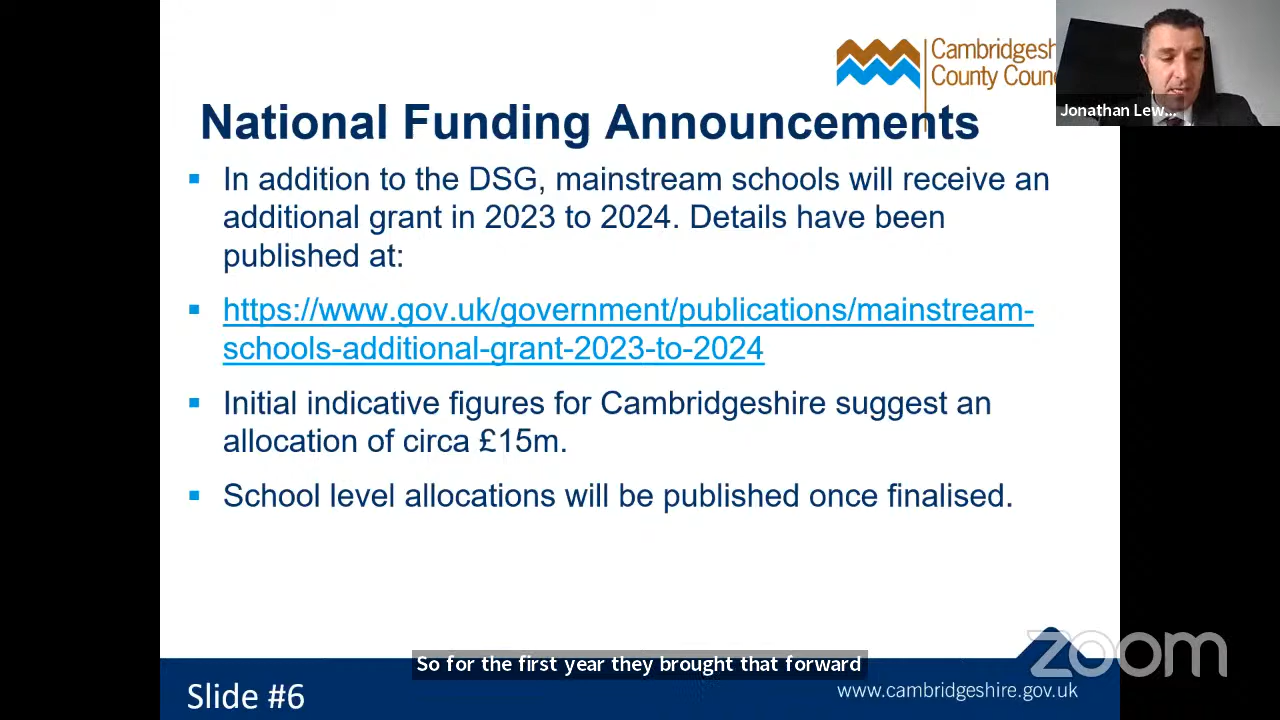 Cambridgesh
County Counc
Jonathan Lew...
National Funding Announcements
In addition to the DSG, mainstream schools will receive an
additional grant in 2023 to 2024. Details have been
published at:
https://www.gov.uk/government/publications/mainstream-
schools-additional-grant-2023-to-2024
Initial indicative figures for Cambridgeshire suggest an
allocation of circa £15m.
School level allocations will be published once finalised.
zoom
So for the first year they brought that forward
Slide #6
www.cambridgeshire.gov.uk